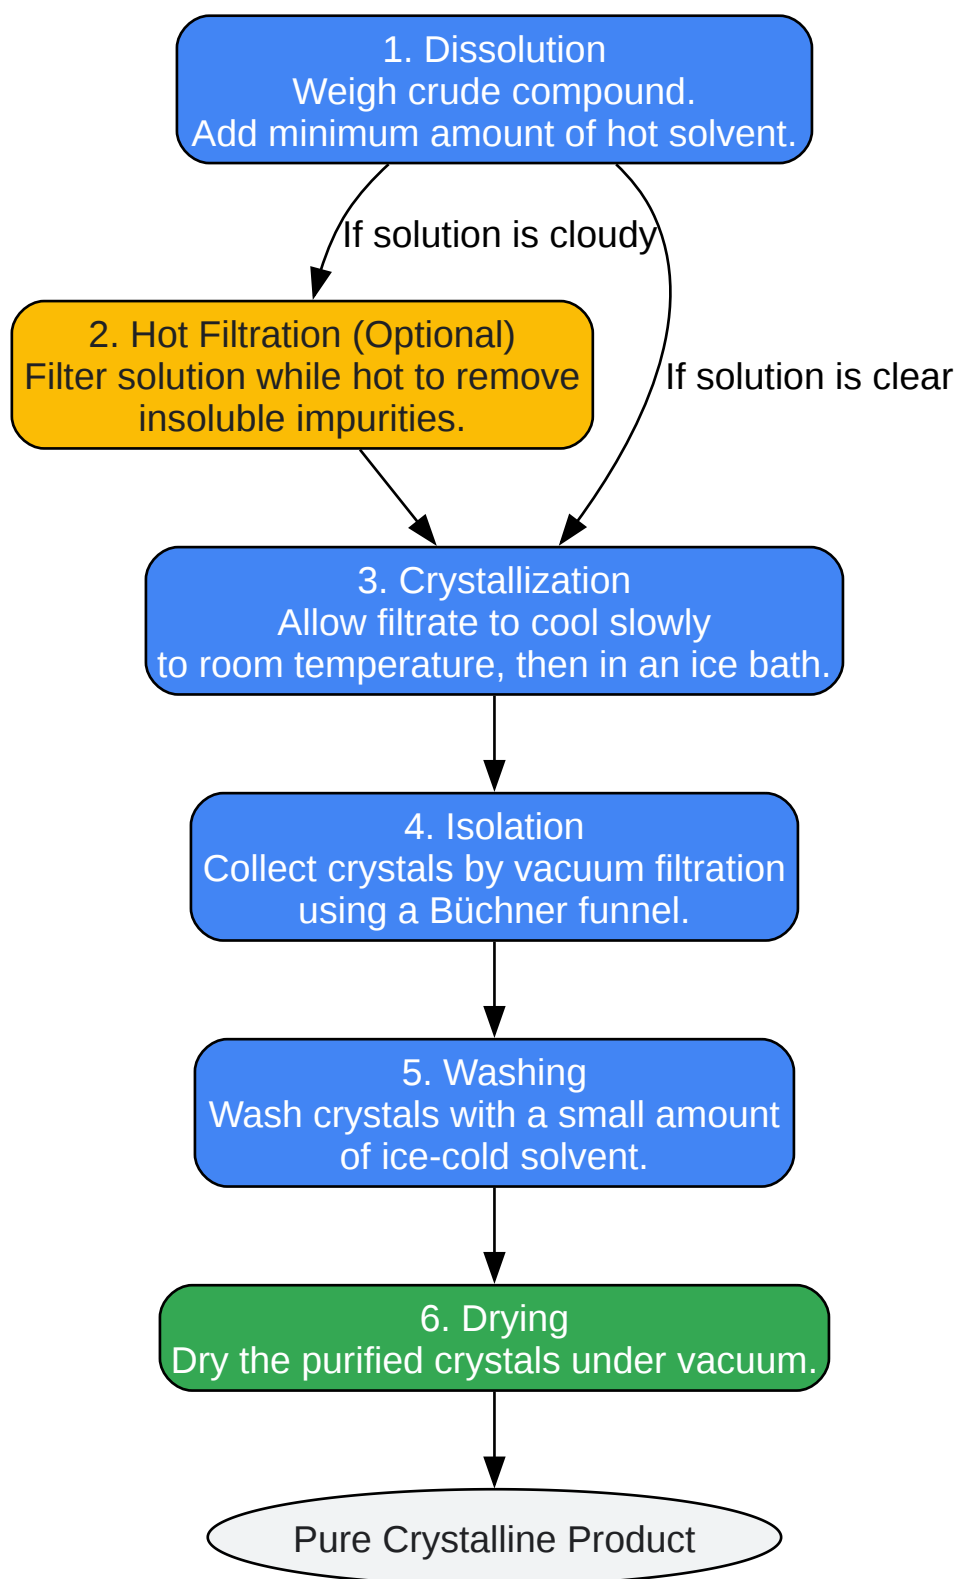 1. Dissolution
Weigh crude compound.
Add minimum amount of hot solvent.
If solution is cloudy
2. Hot Filtration (Optional)
Filter solution while hot to remove
insoluble impurities.
If solution is clear
3. Crystallization
Allow filtrate to cool slowly
to room temperature, then in an ice bath.
4. Isolation
Collect crystals by vacuum filtration
using a Büchner funnel.
5. Washing
Wash crystals with a small amount
of ice-cold solvent.
6. Drying
Dry the purified crystals under vacuum.
Pure Crystalline Product